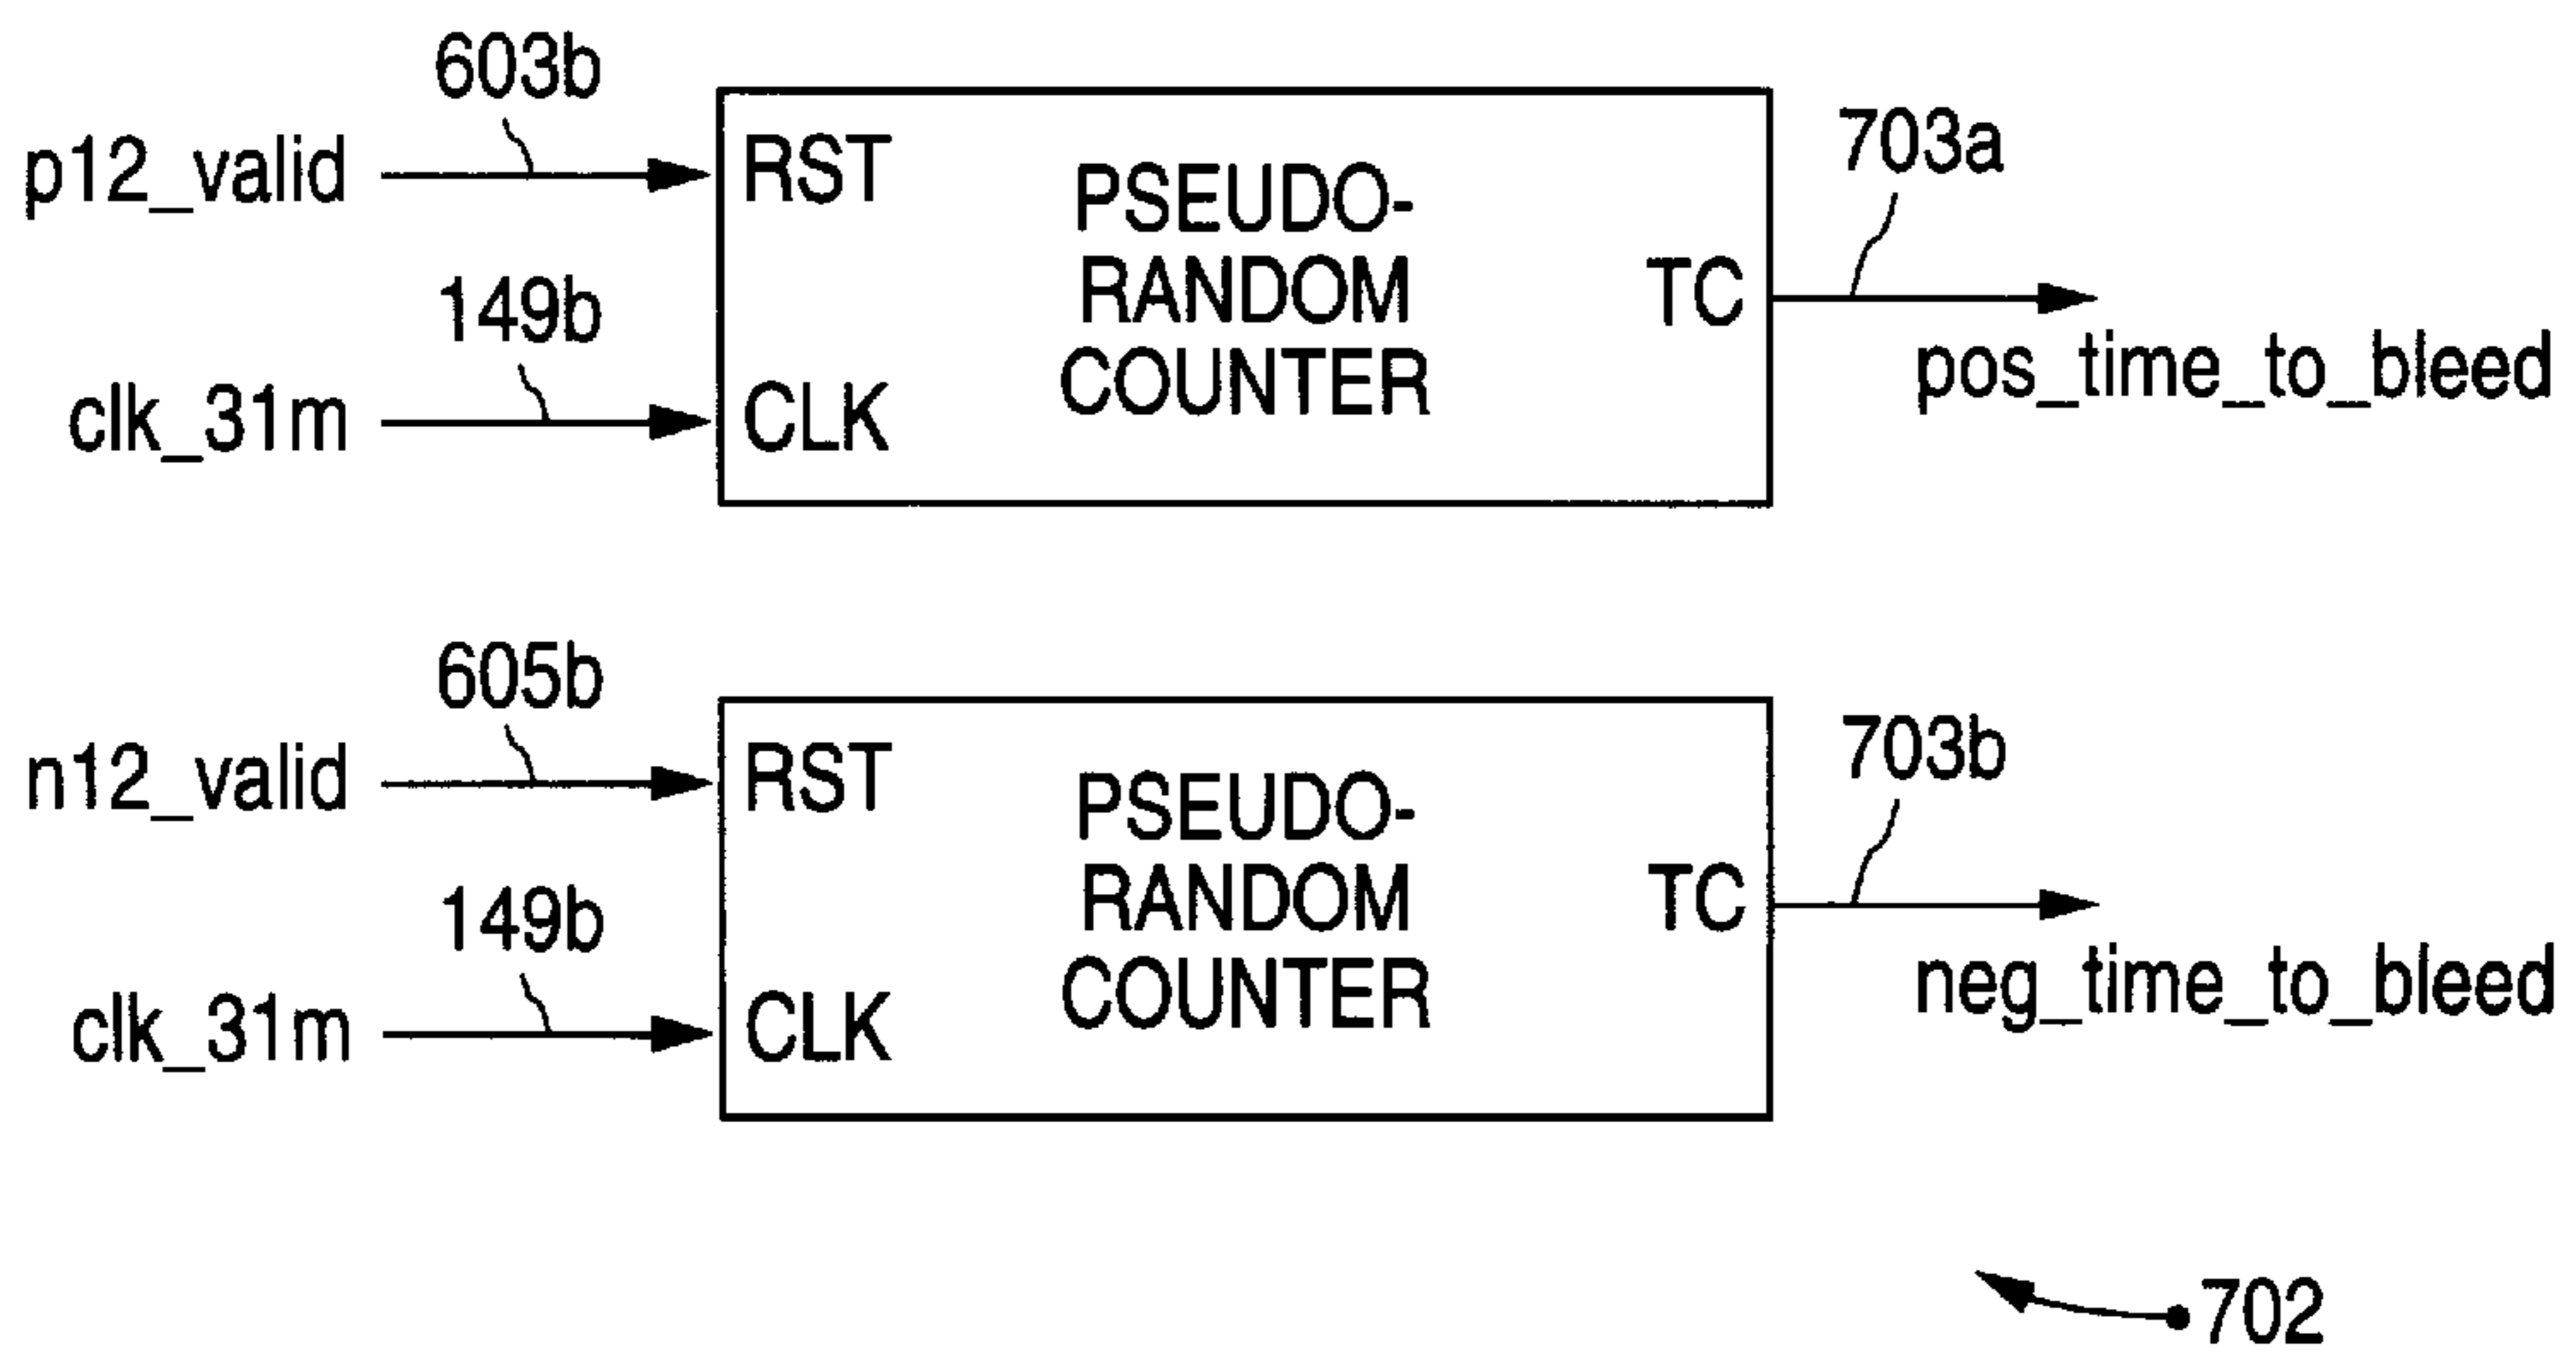 603b
p12_valid
RST
149b
clk_31m
CLK
PSEUDO-
RANDOM
COUNTER
TC
703a
pos_time_to_bleed
605b
n12_valid
RST
149b
clk_31m
CLK
PSEUDO-
RANDOM
COUNTER
TC
703b
neg_time_to_bleed
702